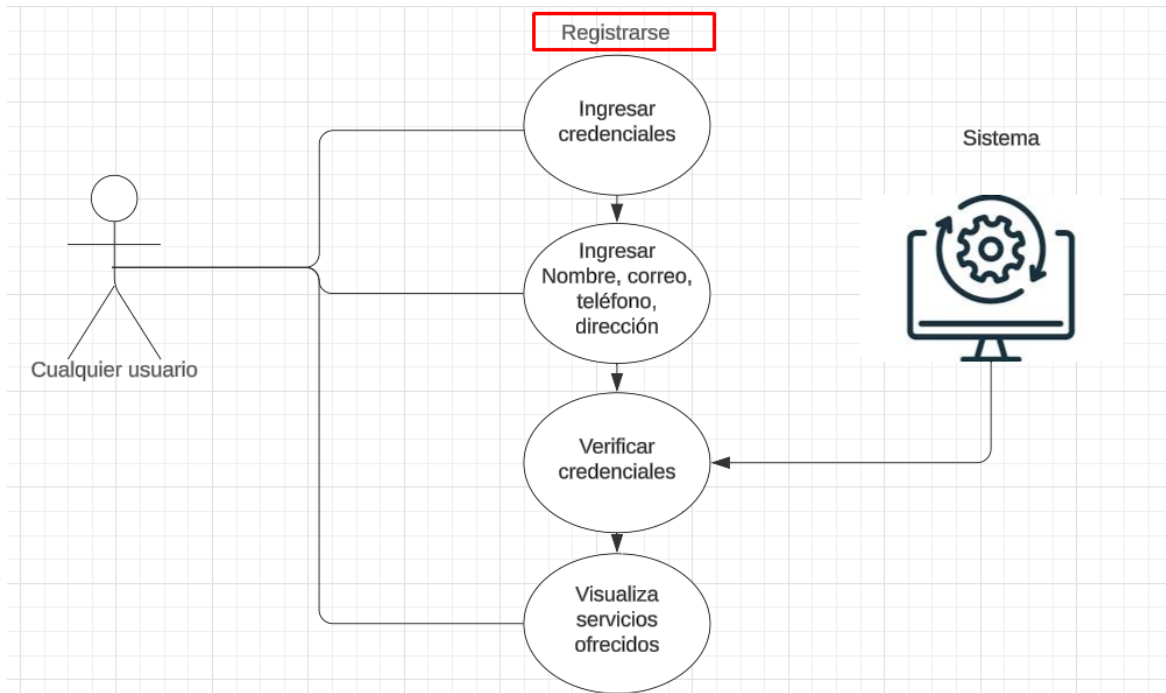 Registrarse
Ingresar
credenciales
Sistema
Ingresar
Nombre, correo,
teléfono,
dirección
Cualquier usuario
Verificar
credenciales
Visualiza
servicios
ofrecidos